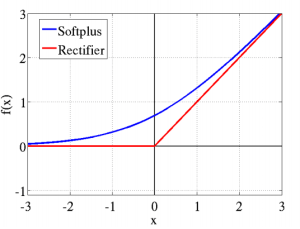 Softplus
Rectifier
3
2
1
0
-1
-3 -2 -1 0 1 2 3
f(x)
x